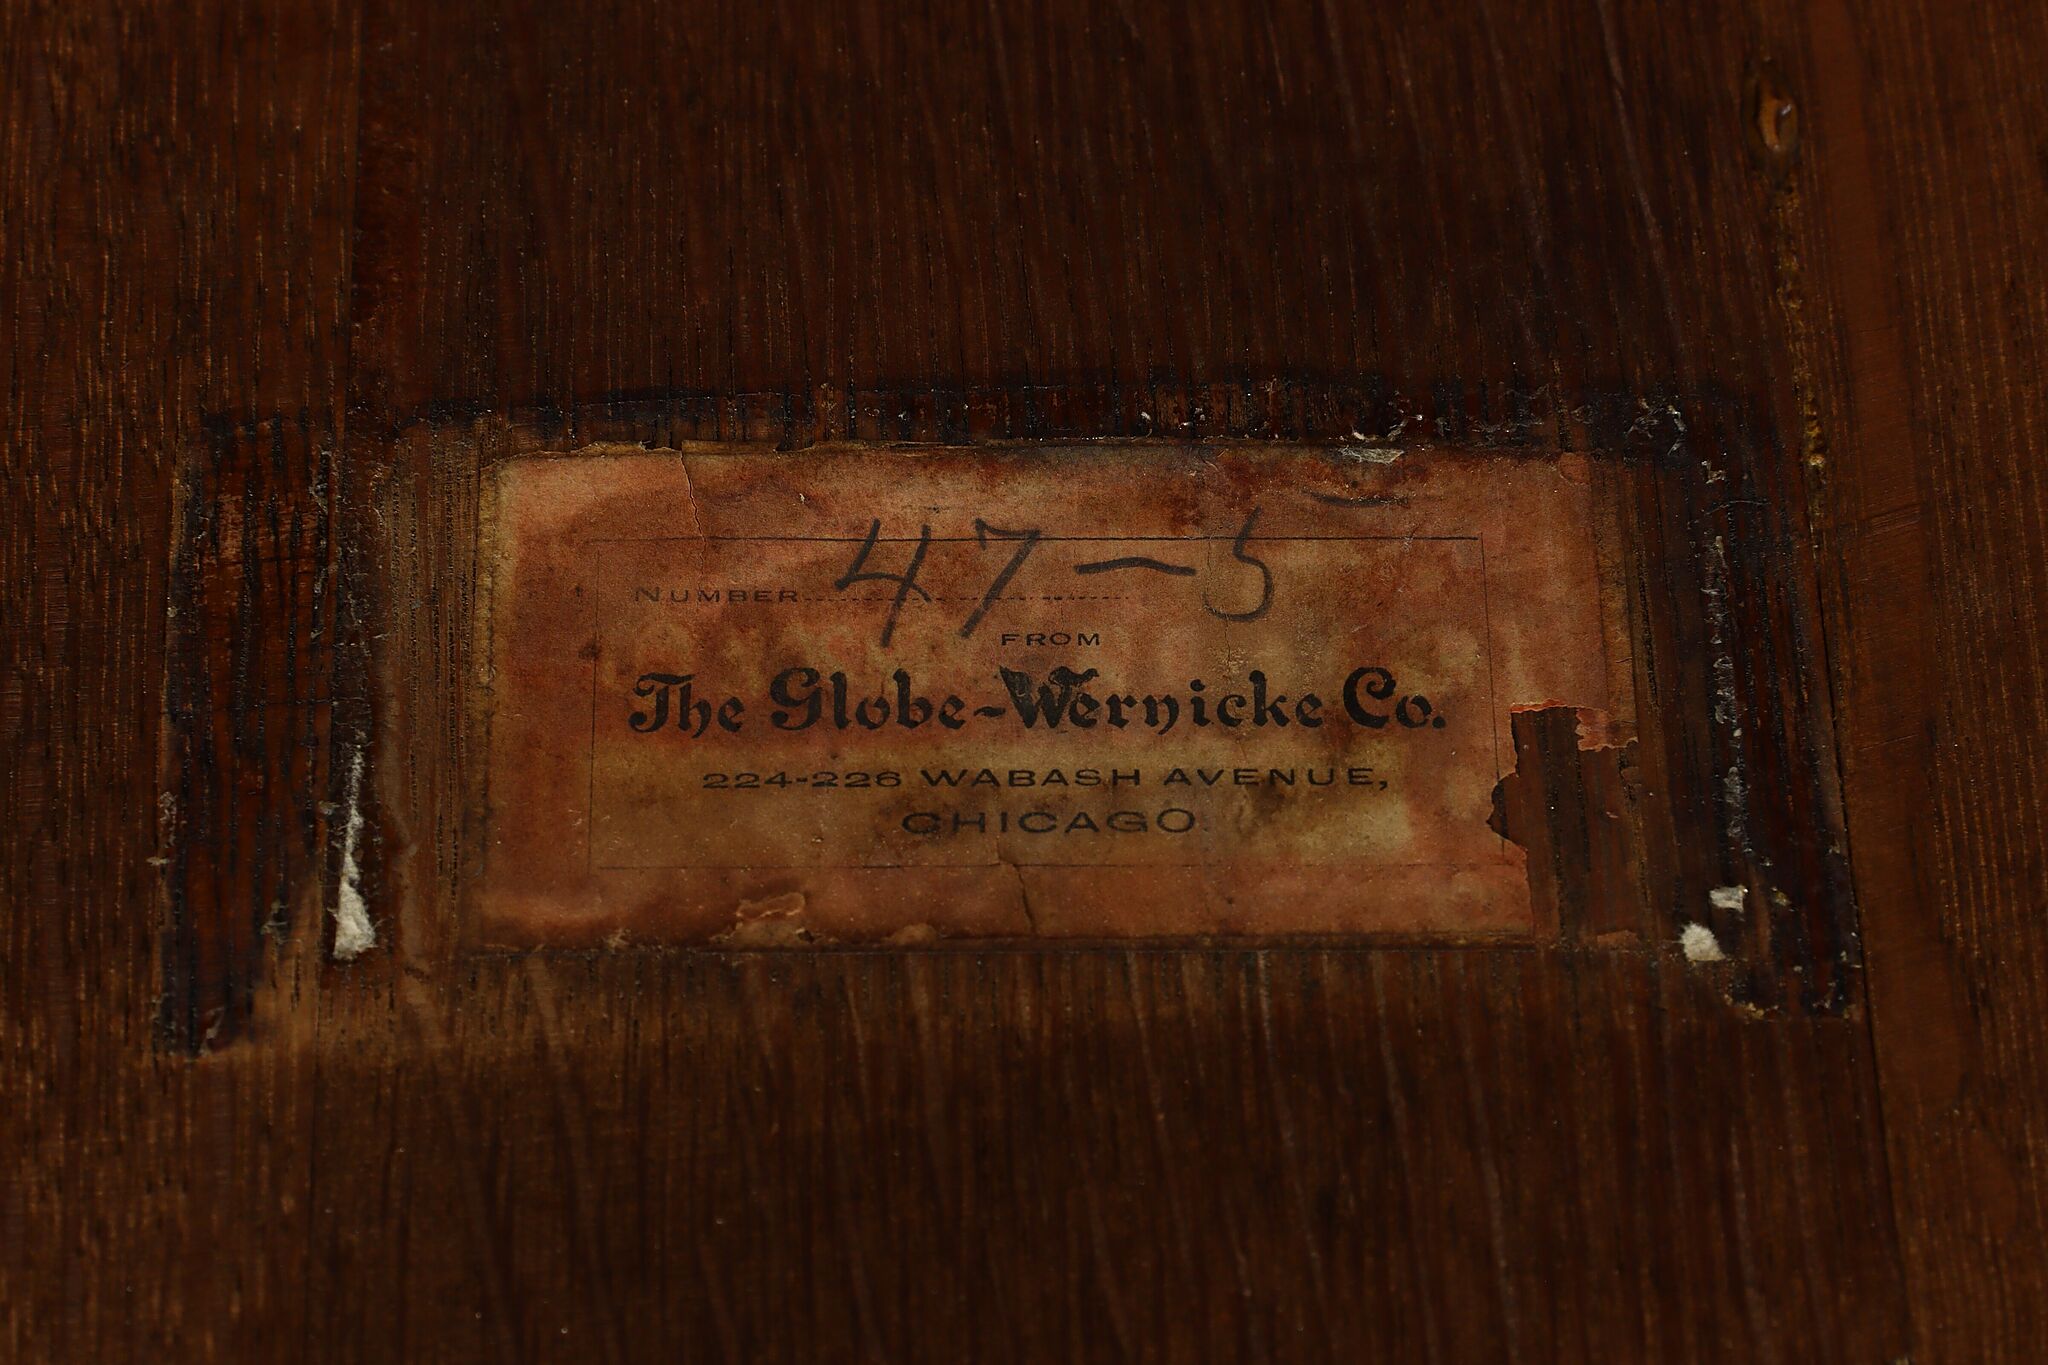 NUMBER 47-5
FROM
The Globe-Wernicke Co.
224-226 WABASH AVENUE,
CHICAGO